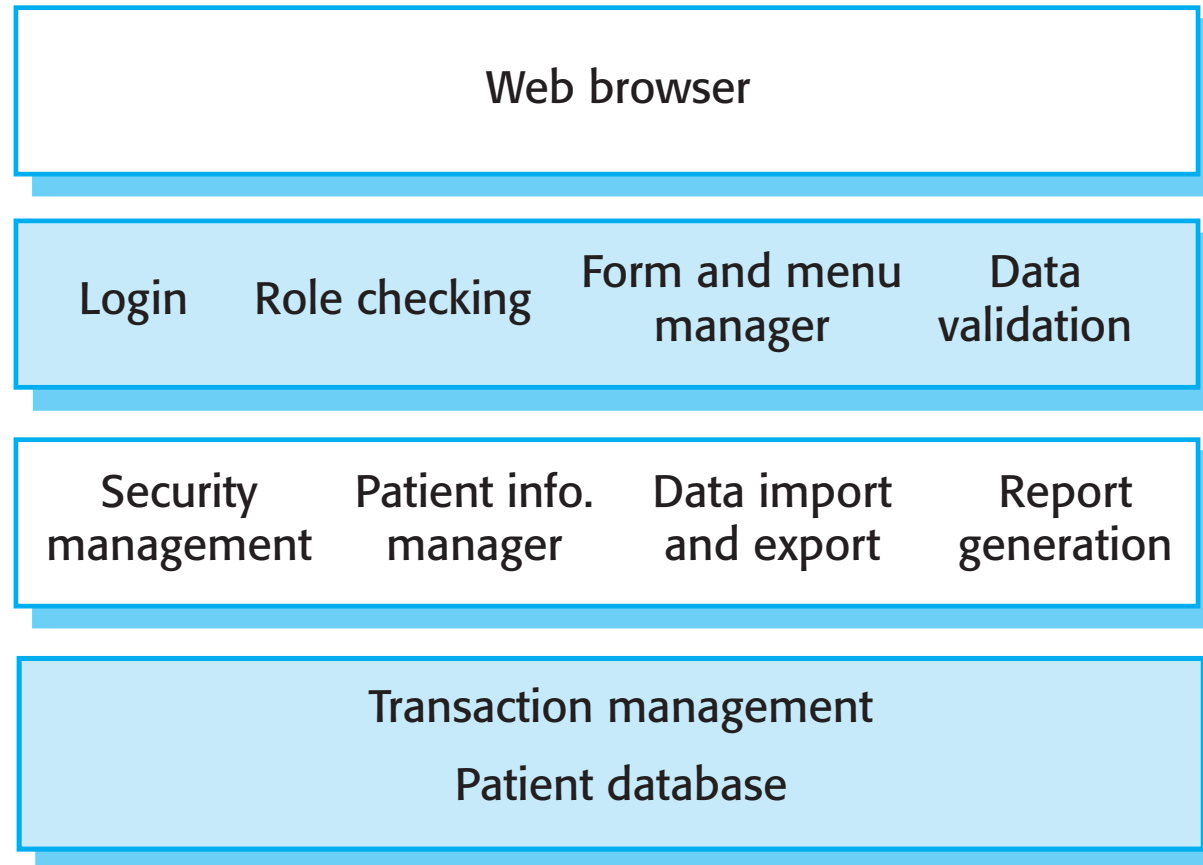 Web browser
Login
Role checking
Form and menu
manager
Data
validation
Security
management
Patient info.
manager
Data import
and export
Report
generation
Transaction management
Patient database